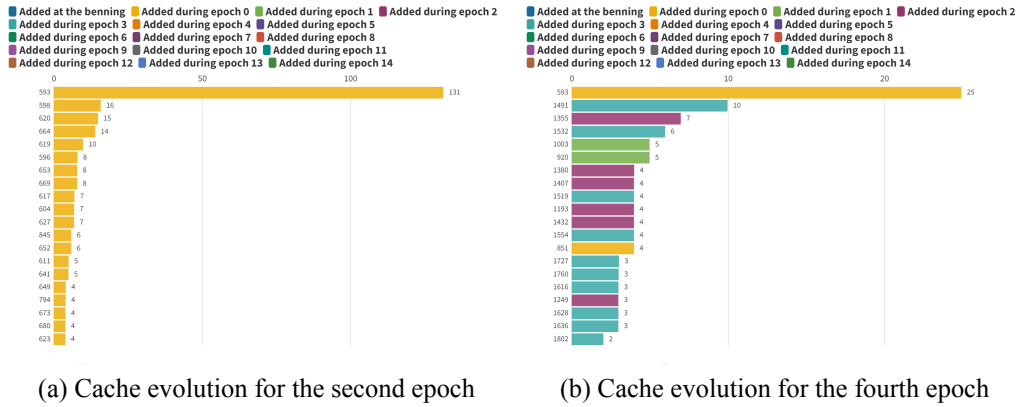 Added at the benning Added during epoch 0 Added during epoch 1 Added during epoch 2
Added during epoch 3 Added during epoch 4 Added during epoch 5
Added during epoch 6 Added during epoch 7 Added during epoch 8
Added during epoch 9 Added during epoch 10 Added during epoch 11
Added during epoch 12 Added during epoch 13 Added during epoch 14
0 50 100
593 131
598 16
620 15
664 14
619 10
596 8
653 8
669 8
617 7
604 7
627 7
845 6
652 6
611 5
641 5
649 4
794 4
673 4
680 4
623 4
(a) Cache evolution for the second epoch
Added at the benning Added during epoch 0 Added during epoch 1 Added during epoch 2
Added during epoch 3 Added during epoch 4 Added during epoch 5
Added during epoch 6 Added during epoch 7 Added during epoch 8
Added during epoch 9 Added during epoch 10 Added during epoch 11
Added during epoch 12 Added during epoch 13 Added during epoch 14
0 10 20
593 25
1491 10
1355 7
1532 6
1003 5
920 5
1380 4
1407 4
1519 4
1193 4
1432 4
1554 4
851 4
1727 3
1760 3
1616 3
1249 3
1628 3
1636 3
1802 2
(b) Cache evolution for the fourth epoch